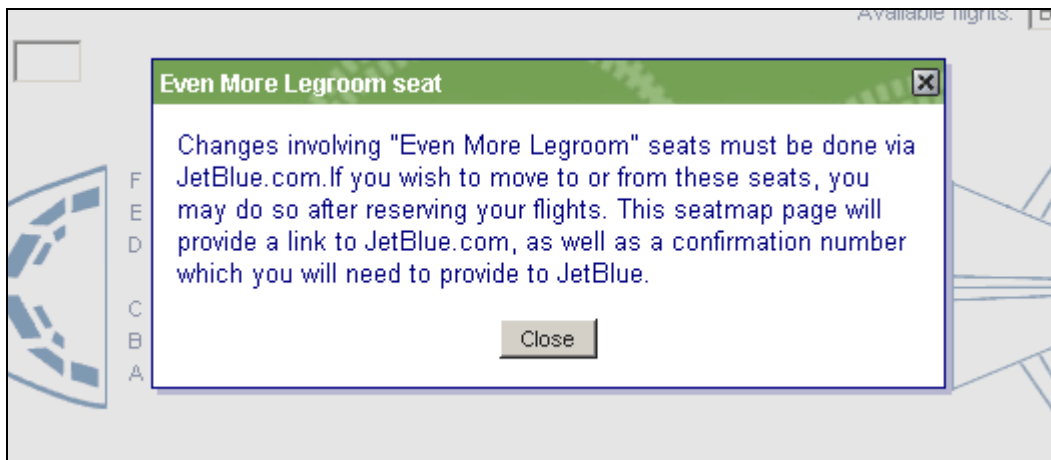 Available flights: B
Even More Legroom seat
Changes involving "Even More Legroom" seats must be done via
JetBlue.com.If you wish to move to or from these seats, you
may do so after reserving your flights. This seatmap page will
provide a link to JetBlue.com, as well as a confirmation number
which you will need to provide to JetBlue.
Close
F
E
D
C
B
A